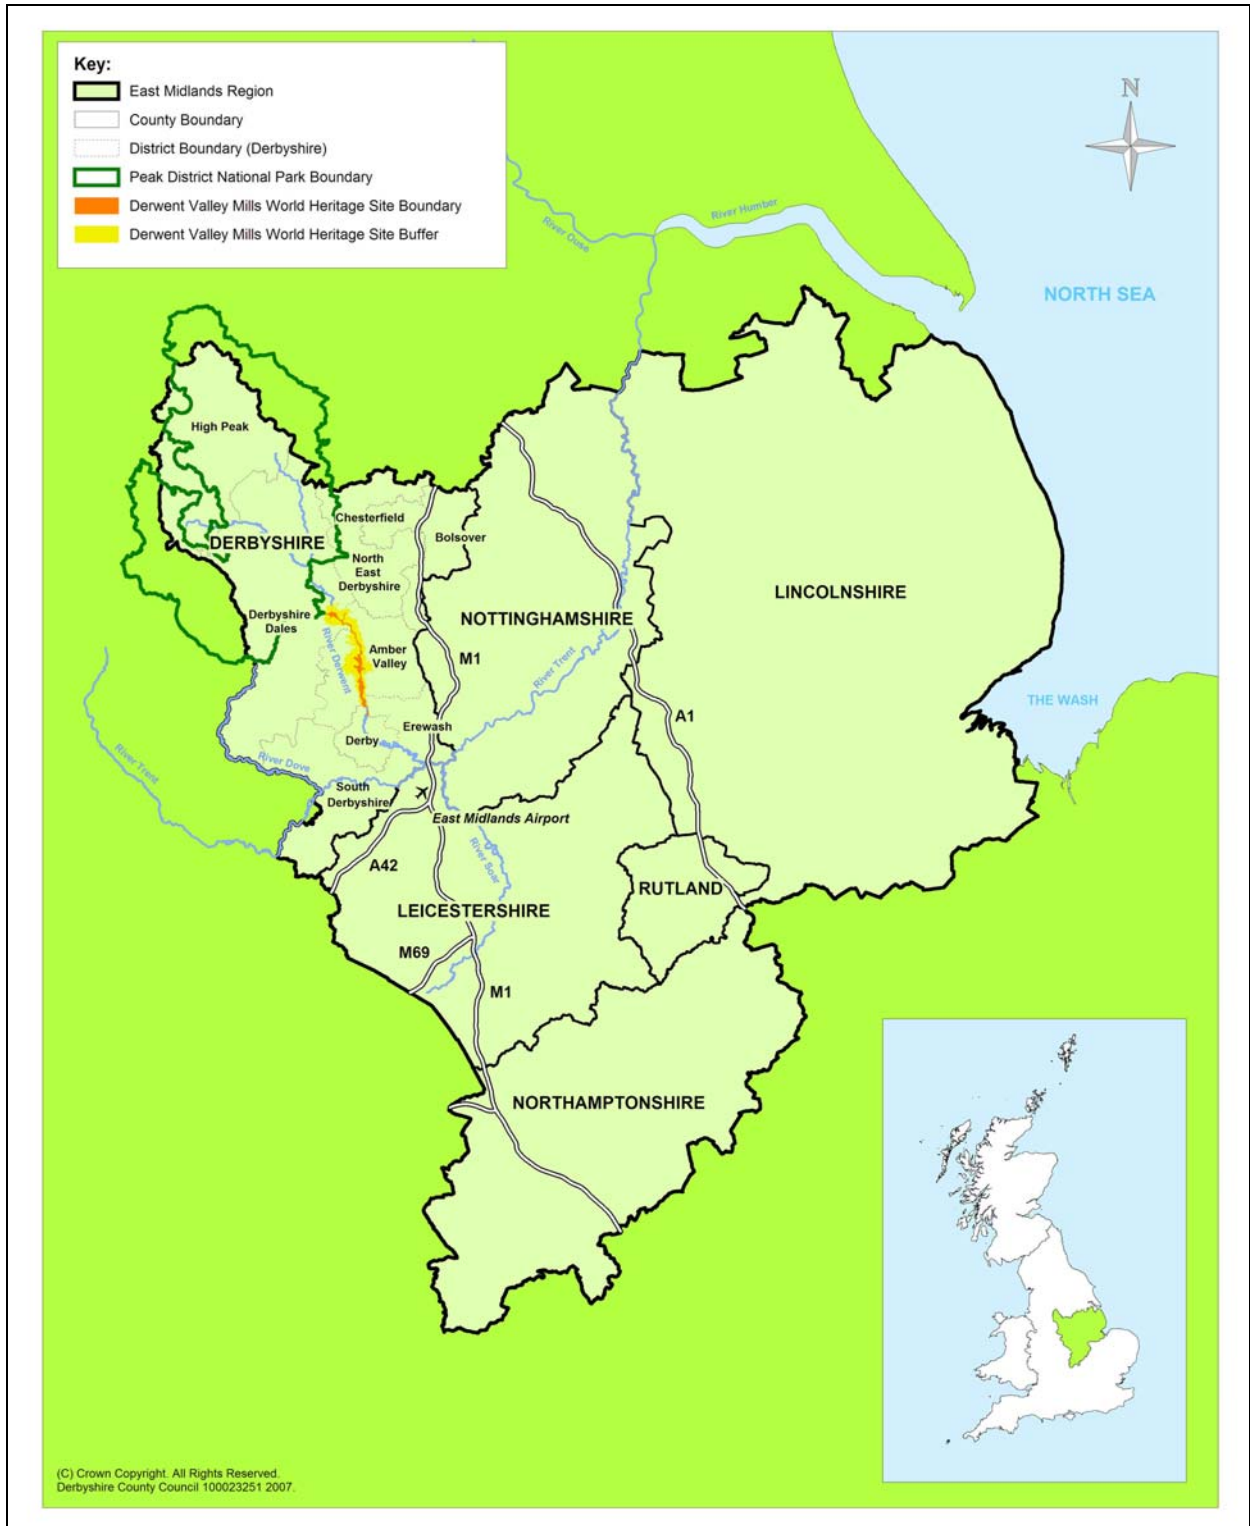 Key:
East Midlands Region
County Boundary
District Boundary (Derbyshire)
Peak District National Park Boundary
Derwent Valley Mills World Heritage Site Boundary
Derwent Valley Mills World Heritage Site Buffer
N
River Humber
River Ouse
NORTH SEA
High Peak
Chesterfield
Bolsover
DERBYSHIRE
North
East
Derbyshire
LINCOLNSHIRE
Derbyshire
Dales
NOTTINGHAMSHIRE
River Derwent
Amber
Valley
M1
River Trent
THE WASH
A1
Erewash
Derby
River Trent
River Dove
South
Derbyshire
East Midlands Airport
River Soar
A42
RUTLAND
LEICESTERSHIRE
M69
M1
NORTHAMPTONSHIRE
(C) Crown Copyright. All Rights Reserved.
Derbyshire County Council 100023251 2007.